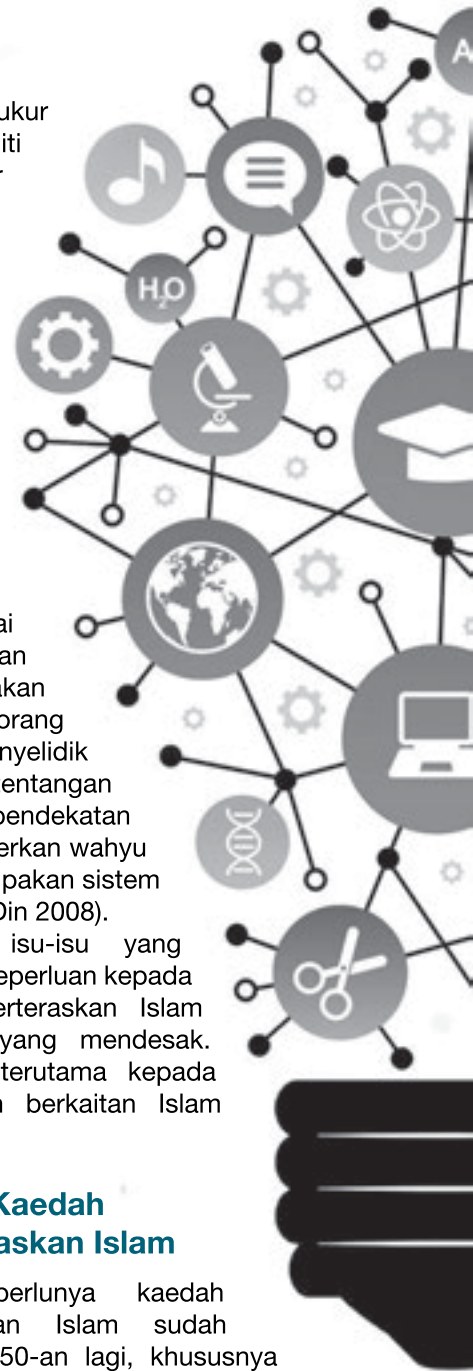 ukur
iti
H₂O
A
ai
an
akan
orang
nyelidik
tentangan
pendekatan
erkan wahyu
pakan sistem
Din 2008).
isu-isu yang
eperluan kepada
erteraskan Islam
yang mendesak.
terutama kepada
berkaitan Islam
Kaedah
askan Islam
perlunya kaedah
an Islam sudah
50-an lagi, khususnya